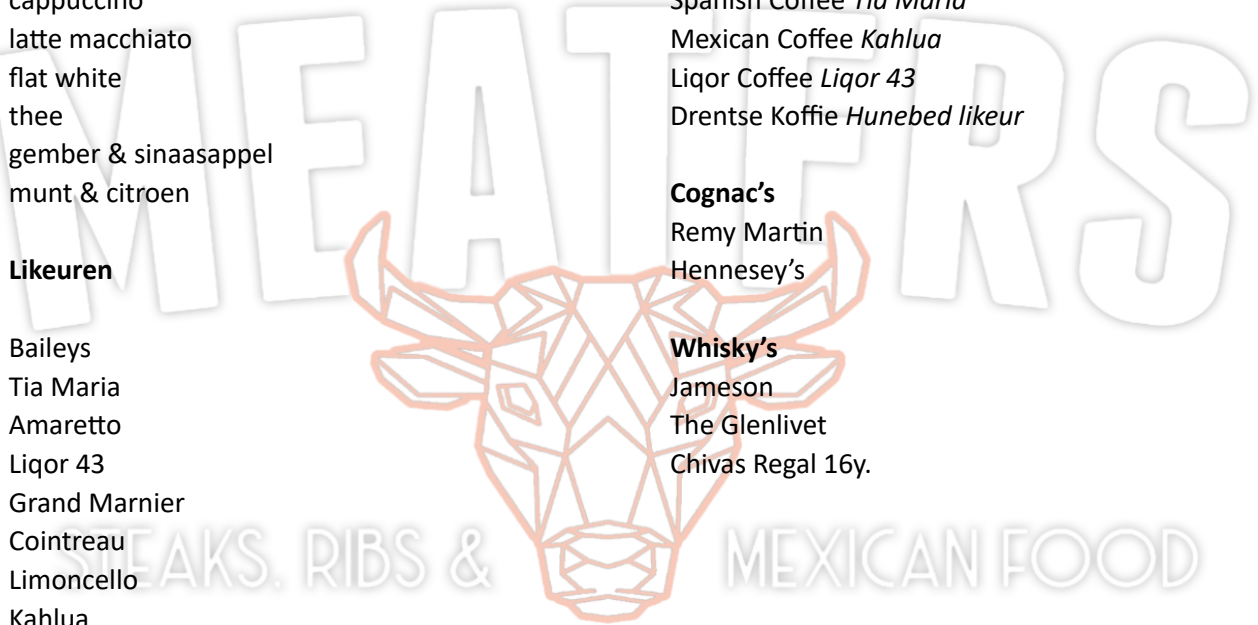 cappuccino
latte macchiato
flat white
thee
gember & sinaasappel
munt & citroen
Likeuren
Baileys
Tia Maria
Amaretto
Liqor 43
Grand Marnier
Cointreau
Limoncello
Kahlua
Spanish Coffee Tia Maria
Mexican Coffee Kahlua
Liqor Coffee Liqor 43
Drentse Koffie Hunebed likeur
Cognac’s
Remy Martin
Hennesey’s
Whisky’s
Jameson
The Glenlivet
Chivas Regal 16y.
MEATERS
STEAKS, RIBS & MEXICAN FOOD